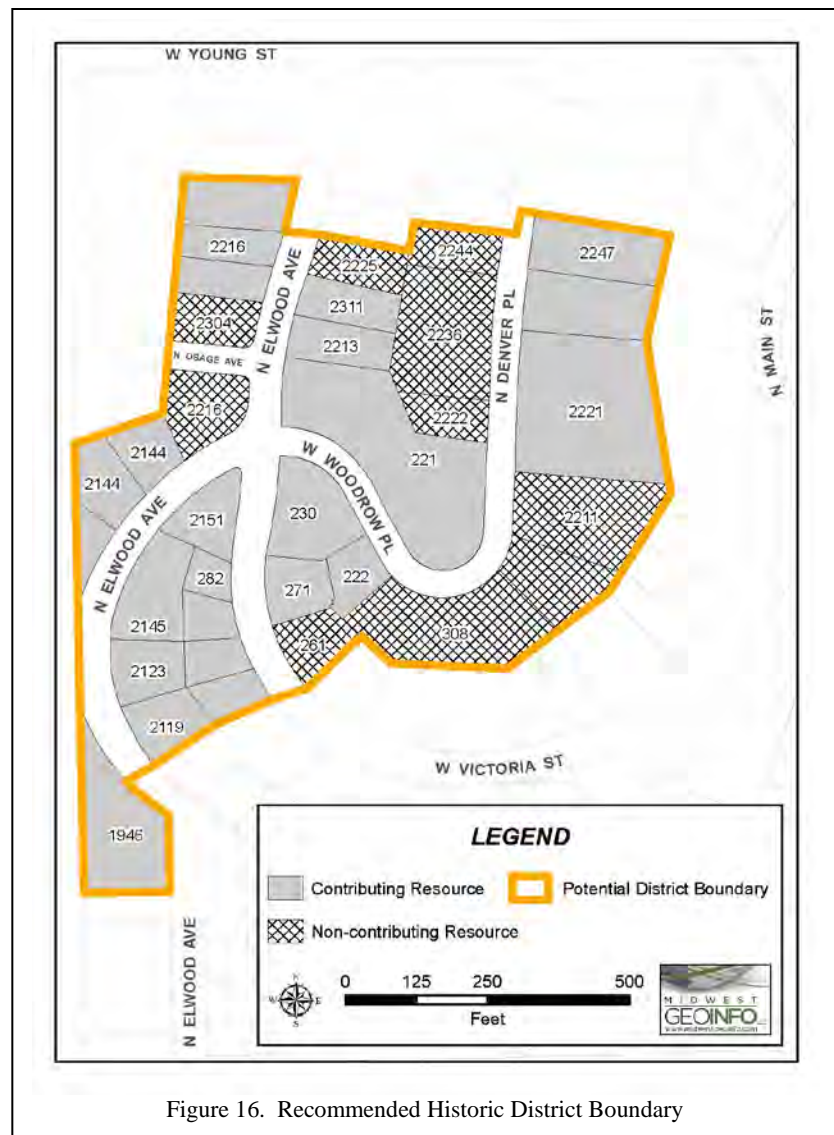 W YOUNG ST
2216
2244
2247
2225
N ELWOOD AVE
2311
2304
2236
N DENVER PL
N MAIN ST
2213
N OSAGE AVE
2216
2222
2221
221
2144
2144
W WOODROW PL
2211
2151
230
N ELWOOD AVE
282
271
222
2145
261
308
2123
2119
W VICTORIA ST
1946
N ELWOOD AVE
LEGEND
Contributing Resource
Potential District Boundary
Non-contributing Resource
N
W E
S
0 125 250 500
Feet
MIDWEST
GEOINFO
Figure 16. Recommended Historic District Boundary